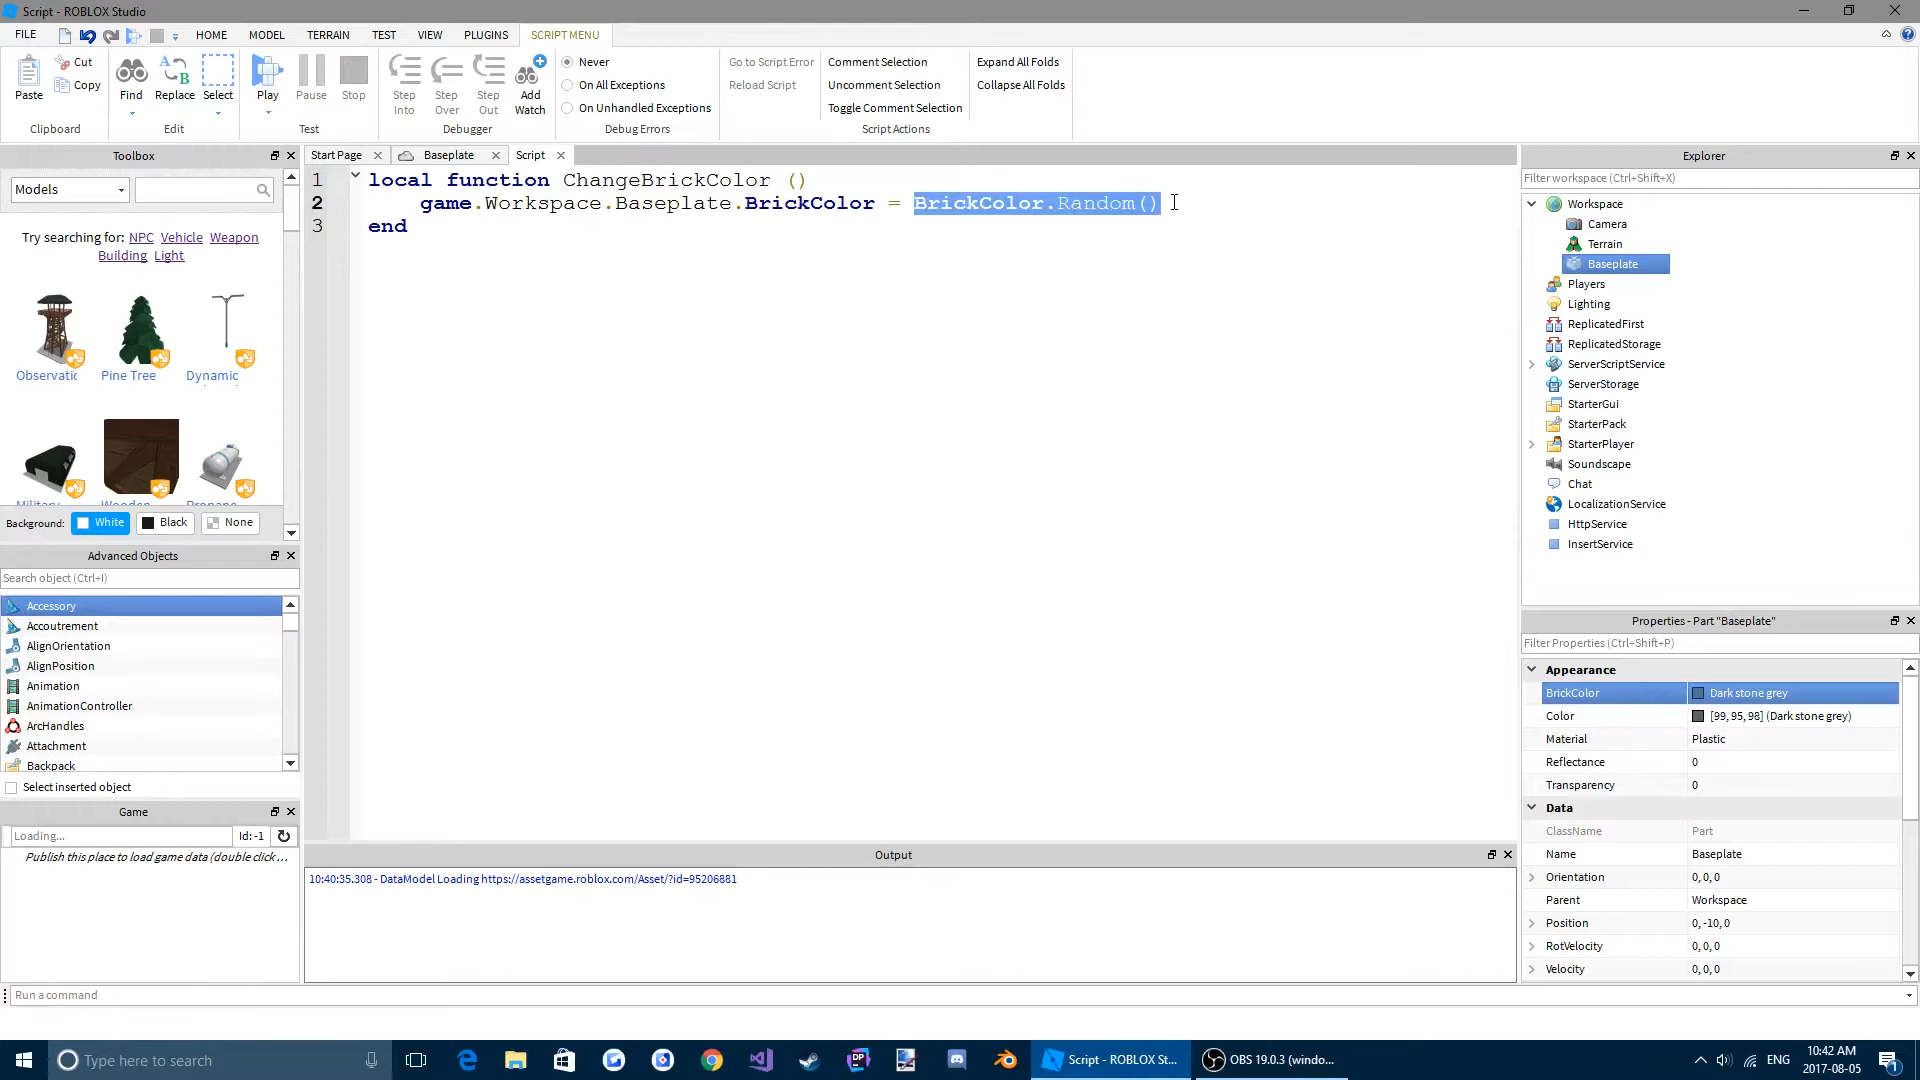 Script - ROBLOX Studio
FILE HOME MODEL TERRAIN TEST VIEW PLUGINS SCRIPT MENU
Paste Cut Copy
Clipboard
Find Replace Select
Edit
Play Pause Stop
Test
Step Into Step Over Step Out Add Watch
Debugger
Never
On All Exceptions
On Unhandled Exceptions
Debug Errors
Go to Script Error
Reload Script
Comment Selection
Uncomment Selection
Toggle Comment Selection
Script Actions
Expand All Folds
Collapse All Folds
Toolbox
Models
Try searching for: NPC Vehicle Weapon
Building Light
Observatic Pine Tree Dynamic
Background: White Black None
Advanced Objects
Search object (Ctrl+I)
Accessory
Accoutrement
AlignOrientation
AlignPosition
Animation
AnimationController
ArcHandles
Attachment
Backpack
Select inserted object
Game
Loading... Id: -1
Publish this place to load game data (double click ...
Start Page Baseplate Script
1 local function ChangeBrickColor ()
2 game.Workspace.Baseplate.BrickColor = BrickColor.Random()
3 end
Output
10:40:35.308 - DataModel Loading https://assetgame.roblox.com/Asset/?id=95206881
Run a command
Explorer
Filter workspace (Ctrl+Shift+X)
Workspace
Camera
Terrain
Baseplate
Players
Lighting
ReplicatedFirst
ReplicatedStorage
ServerScriptService
ServerStorage
StarterGui
StarterPack
StarterPlayer
Soundscape
Chat
LocalizationService
HttpService
InsertService
Properties - Part "Baseplate"
Filter Properties (Ctrl+Shift+P)
Appearance
BrickColor Dark stone grey
Color [99, 95, 98] (Dark stone grey)
Material Plastic
Reflectance 0
Transparency 0
Data
ClassName Part
Name Baseplate
Orientation 0, 0, 0
Parent Workspace
Position 0, -10, 0
RotVelocity 0, 0, 0
Velocity 0, 0, 0
Type here to search
Script - ROBLOX St...
OBS 19.0.3 (windo...
ENG
10:42 AM
2017-08-05
1